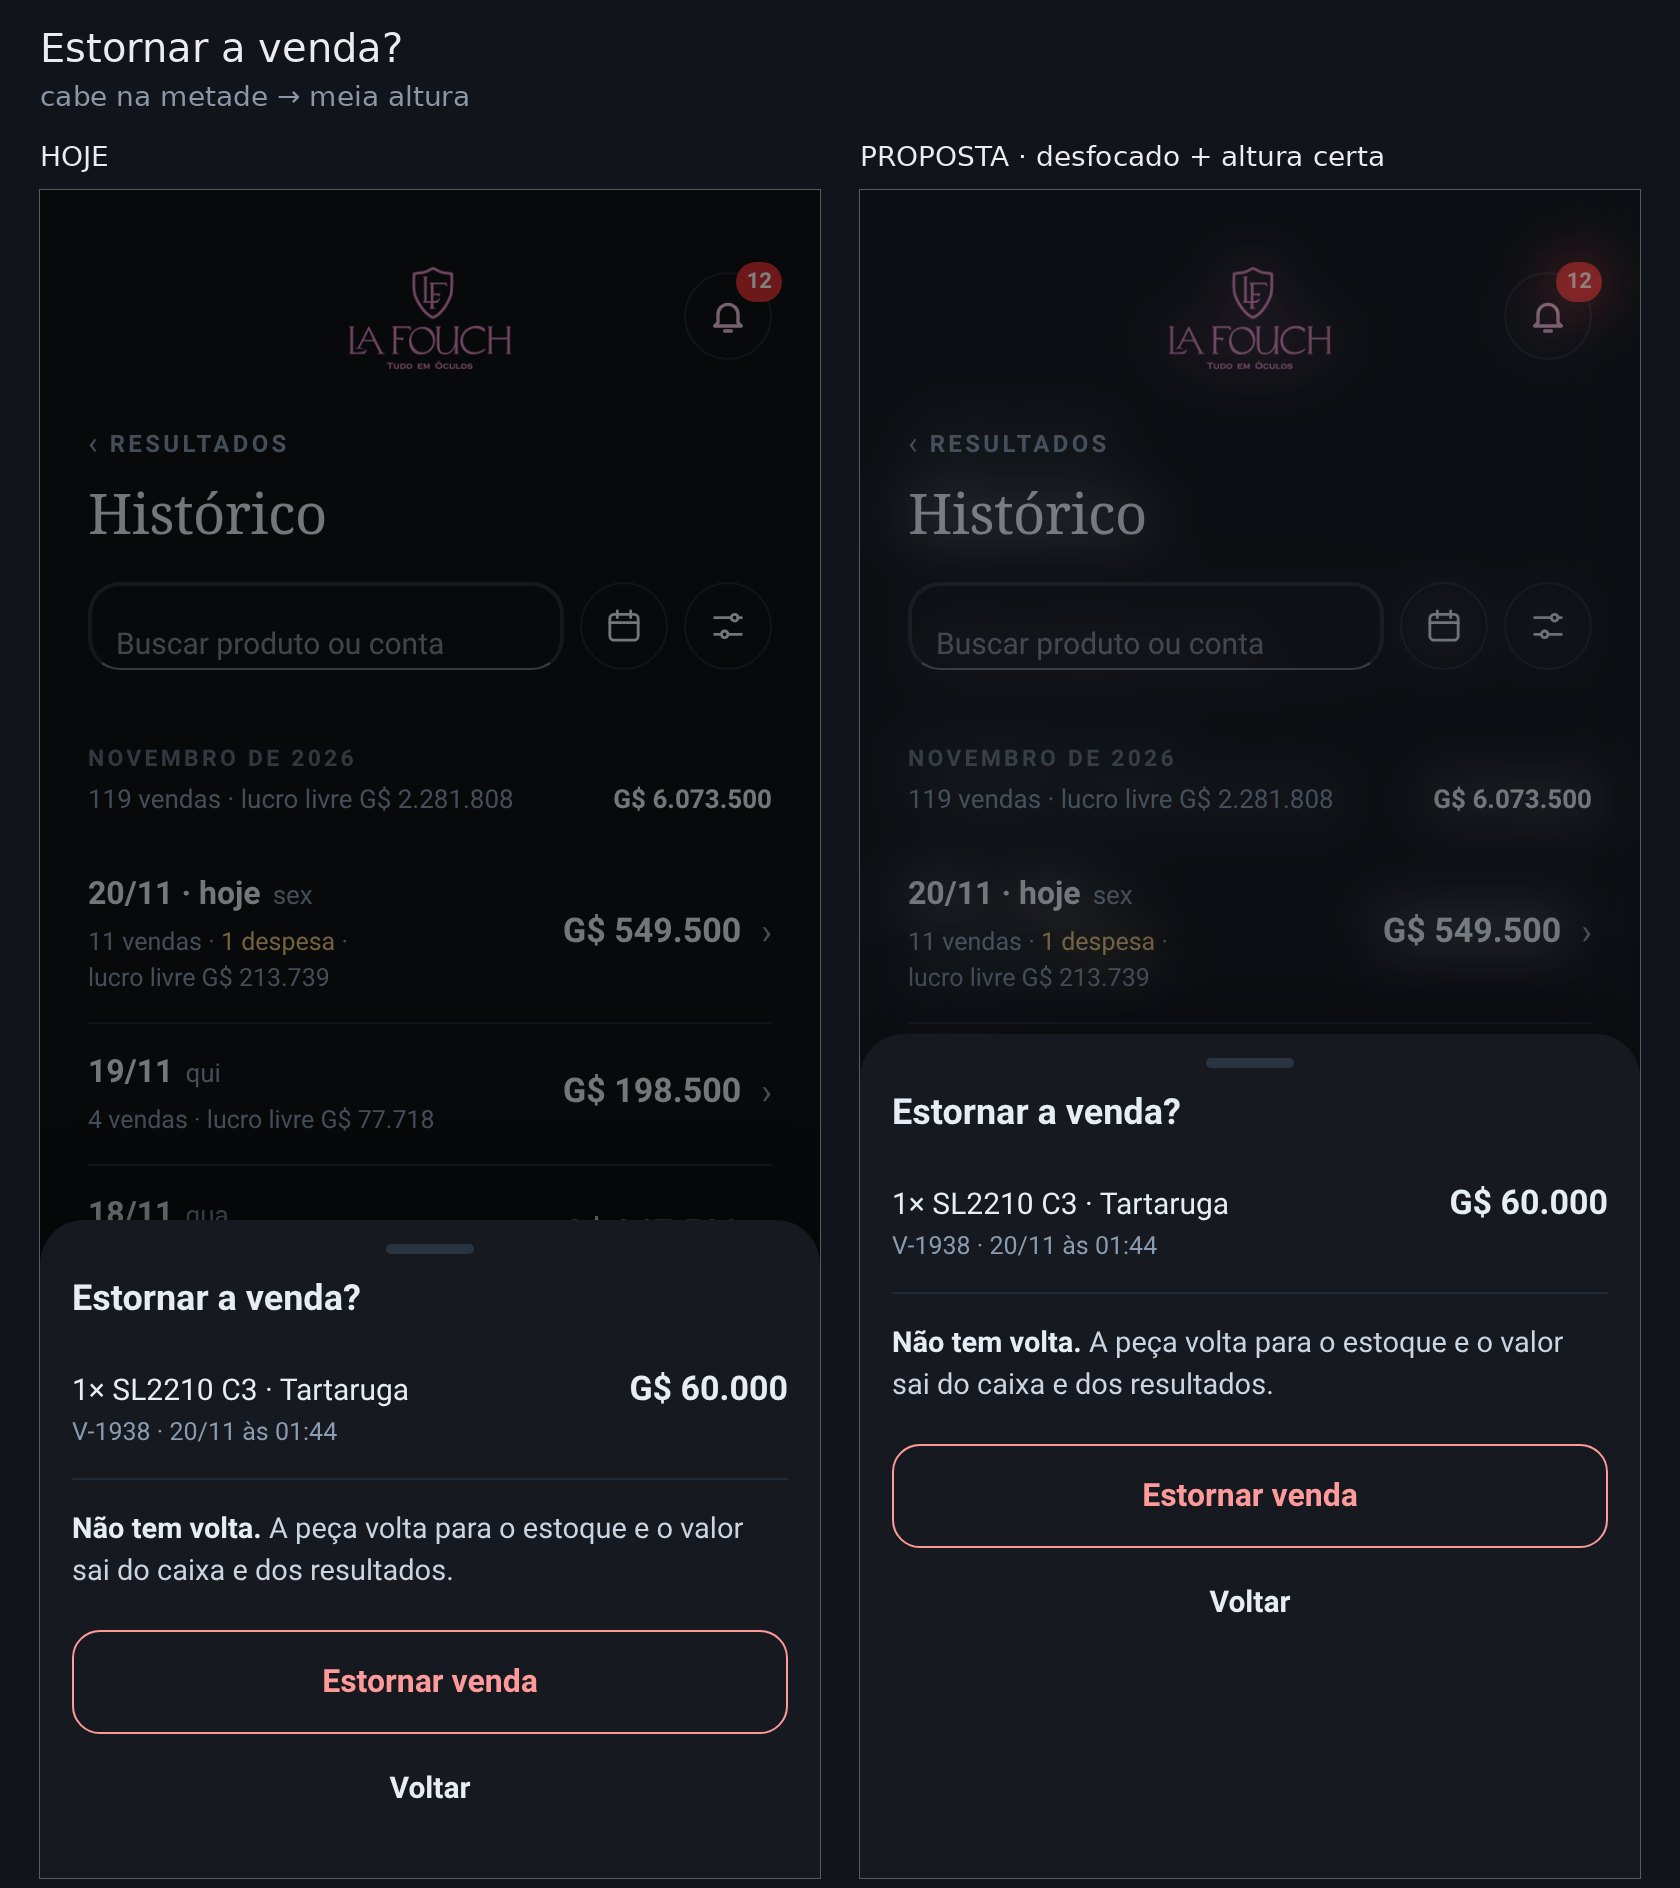 Estornar a venda?
cabe na metade → meia altura
HOJE
12
LF
LA FOUCH
TUDO EM ÓCULOS
‹ RESULTADOS
Histórico
Buscar produto ou conta
NOVEMBRO DE 2026
119 vendas · lucro livre G$ 2.281.808 G$ 6.073.500
20/11 · hoje sex
G$ 549.500 ›
11 vendas · 1 despesa ·
lucro livre G$ 213.739
19/11 qui
G$ 198.500 ›
4 vendas · lucro livre G$ 77.718
18/11 qua
Estornar a venda?
1× SL2210 C3 · Tartaruga G$ 60.000
V-1938 · 20/11 às 01:44
Não tem volta. A peça volta para o estoque e o valor
sai do caixa e dos resultados.
Estornar venda
Voltar
PROPOSTA · desfocado + altura certa
12
LF
LA FOUCH
TUDO EM ÓCULOS
‹ RESULTADOS
Histórico
Buscar produto ou conta
NOVEMBRO DE 2026
119 vendas · lucro livre G$ 2.281.808 G$ 6.073.500
20/11 · hoje sex
G$ 549.500 ›
11 vendas · 1 despesa ·
lucro livre G$ 213.739
Estornar a venda?
1× SL2210 C3 · Tartaruga G$ 60.000
V-1938 · 20/11 às 01:44
Não tem volta. A peça volta para o estoque e o valor
sai do caixa e dos resultados.
Estornar venda
Voltar